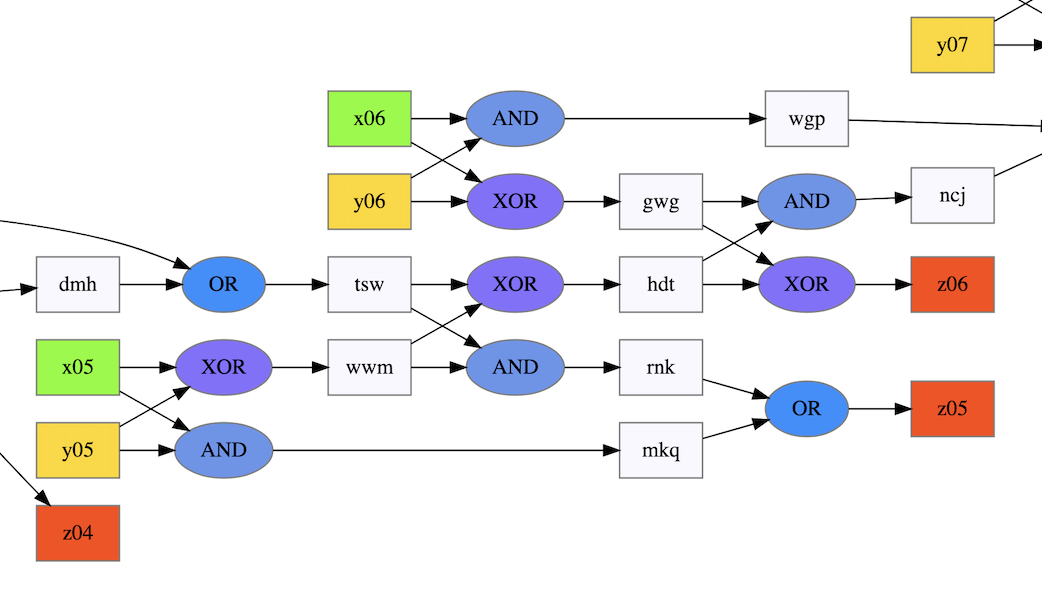 y07
x06 AND wgp
y06 XOR gwg AND ncj
dmh OR tsw XOR hdt XOR z06
x05 XOR wwm AND rnk
OR z05
y05 AND mkq
z04